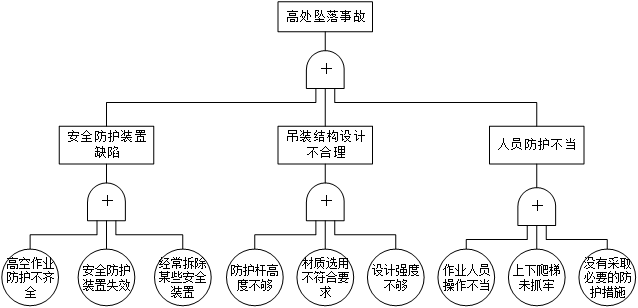 高处坠落事故
+
安全防护装置
缺陷
吊装结构设计
不合理
人员防护不当
+
+
+
高空作业
防护不齐
全
安全防护
装置失效
经常拆除
某些安全
装置
防护杆高
度不够
材质选用
不符合要
求
设计强度
不够
作业人员
操作不当
上下爬梯
未抓牢
没有采取
必要的防
护措施